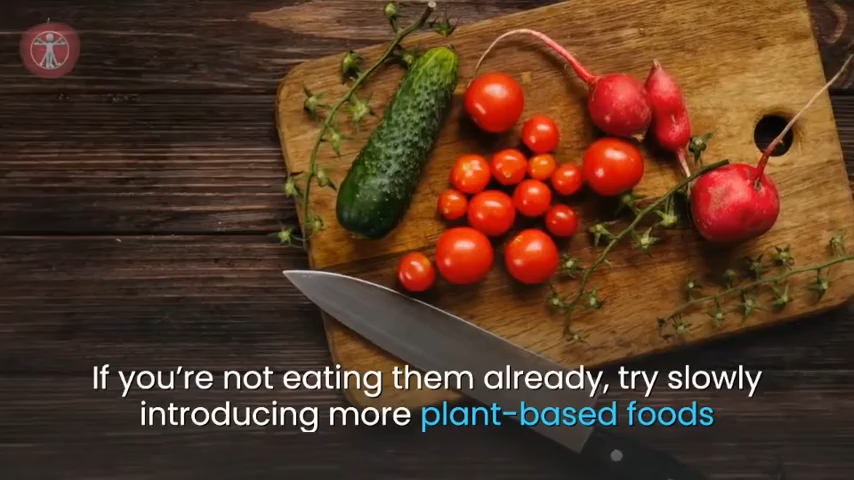 If you're not eating them already, try slowly
introducing more plant-based foods